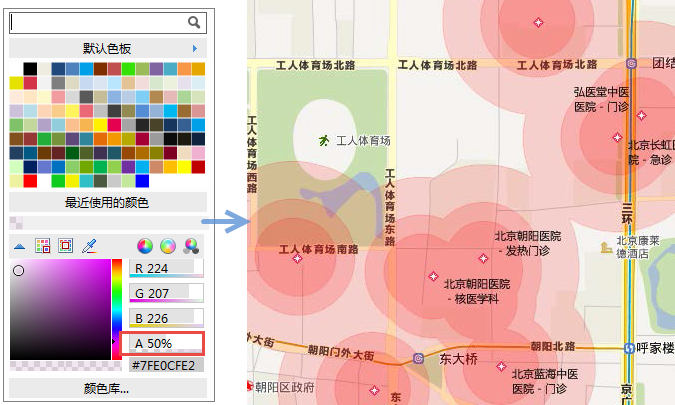 默认色板
最近使用的颜色
R 224
G 207
B 226
A 50%
#7FE0CFE2
颜色库...
工人体育场北路
工人体育场北路
工人体育场北路
团结
弘医堂中医
医院 - 门诊
北京长虹医
院 - 急诊
工人体育场西路
工人体育场
工人体育场东路
三环
工人体育场南路
北京朝阳医院
- 发热门诊
北京康莱
德酒店
北京朝阳医院
- 核医学科
外大街
朝阳门外大街
东大桥
朝阳北路
呼家楼
北京蓝海中医
医院 - 门诊
朝阳区政府
东
京广